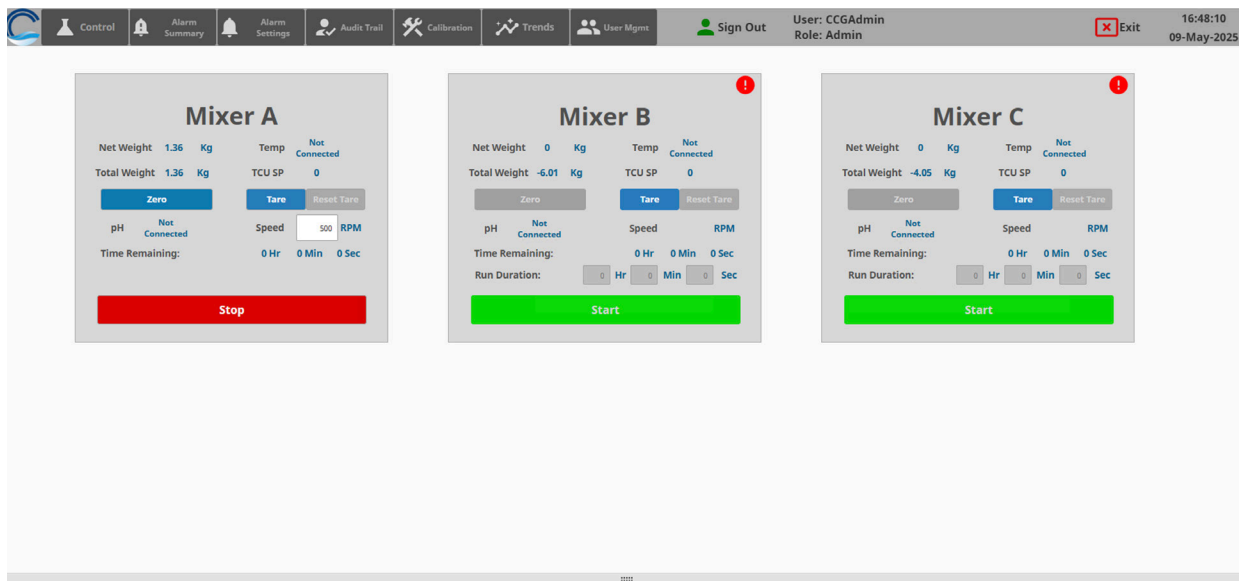 Control
Alarm
Summary
Alarm
Settings
Audit Trail
Calibration
Trends
User Mgmt
Sign Out
User: CCGAdmin
Role: Admin
Exit
16:48:10
09-May-2025
Mixer A
Net Weight 1.36 Kg Temp Not Connected
Total Weight 1.36 Kg TCU SP 0
Zero Tare Reset Tare
pH Not Connected Speed 500 RPM
Time Remaining: 0 Hr 0 Min 0 Sec
Stop
Mixer B
Net Weight 0 Kg Temp Not Connected
Total Weight -6.01 Kg TCU SP 0
Zero Tare Reset Tare
pH Not Connected Speed RPM
Time Remaining: 0 Hr 0 Min 0 Sec
Run Duration: 0 Hr 0 Min 0 Sec
Start
Mixer C
Net Weight 0 Kg Temp Not Connected
Total Weight -4.05 Kg TCU SP 0
Zero Tare Reset Tare
pH Not Connected Speed RPM
Time Remaining: 0 Hr 0 Min 0 Sec
Run Duration: 0 Hr 0 Min 0 Sec
Start